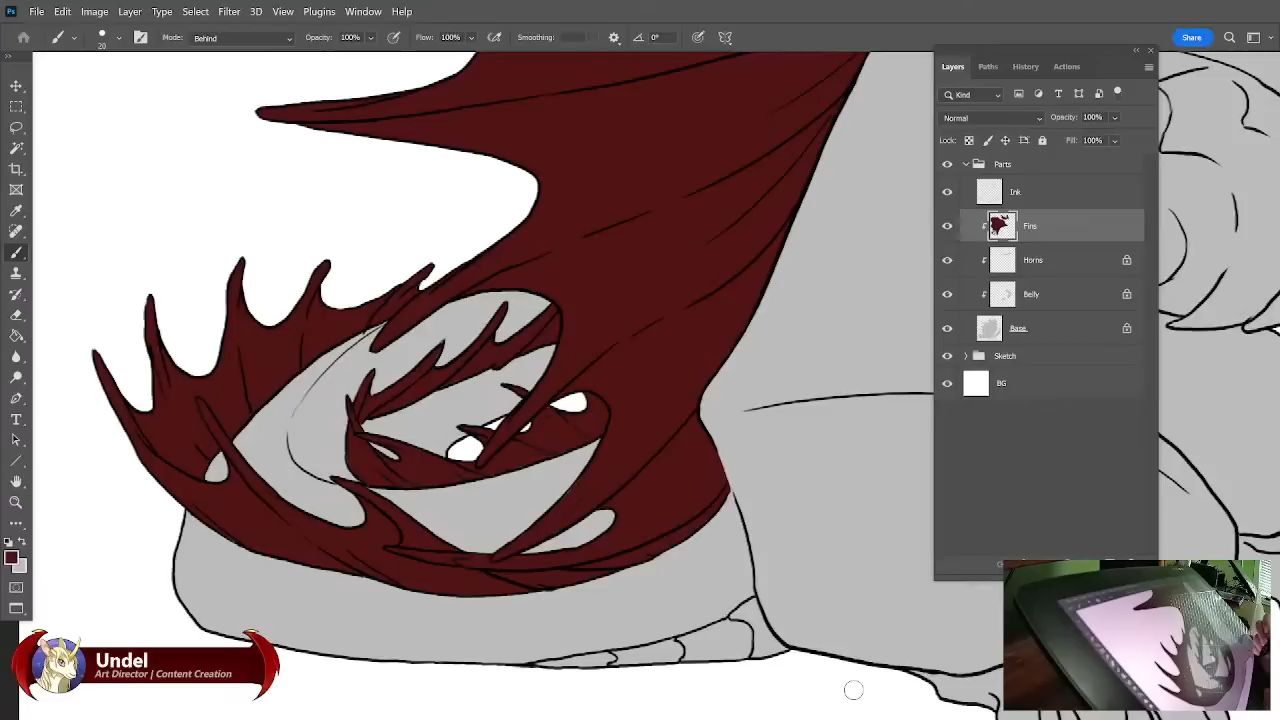 Ps File Edit Image Layer Type Select Filter 3D View Plugins Window Help
20 Mode: Behind Opacity: 100% Flow: 100% Smoothing: 0° Share
Layers Paths History Actions
Kind
Normal Opacity: 100%
Lock: Fill: 100%
Parts
Ink
Fins
Horns
Belly
Base
Sketch
BG
Undel
Art Director | Content Creation